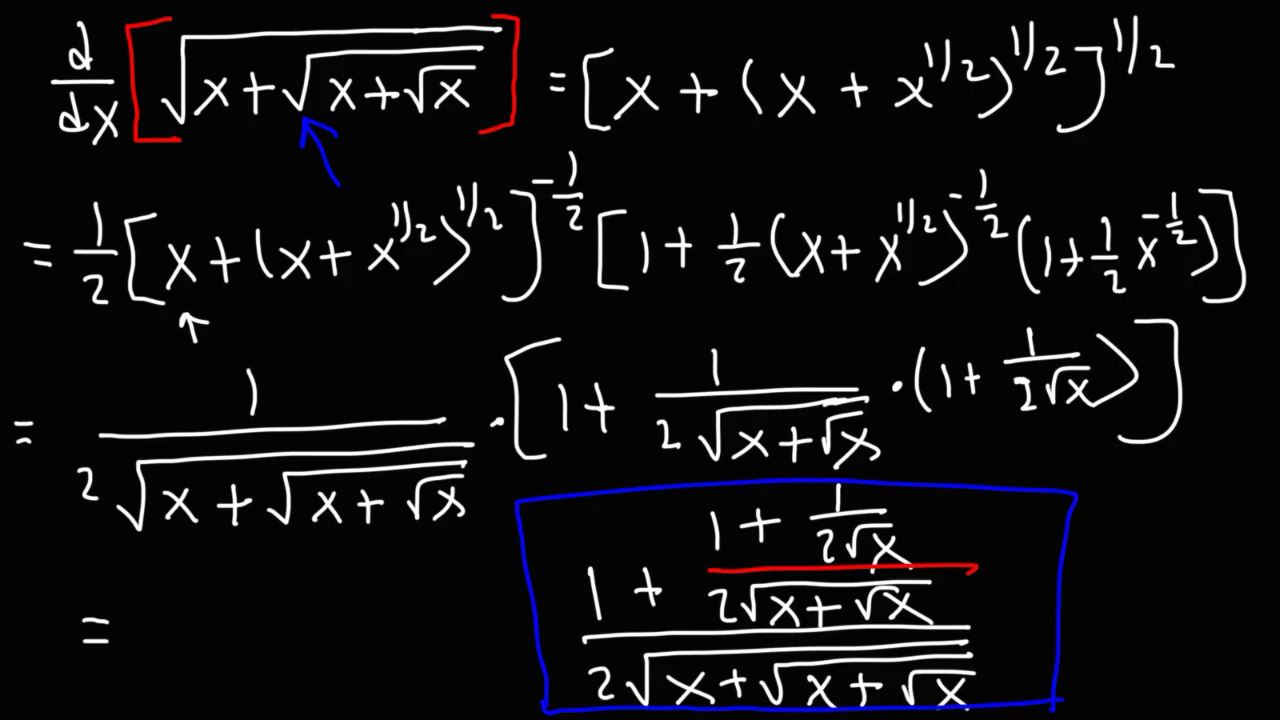 d/dx [√(x+√(x+√x))] = [x + (x + x^1/2)^1/2]^1/2
= 1/2 [x + (x + x^1/2)^1/2]^-1/2 [1 + 1/2 (x + x^1/2)^-1/2 (1 + 1/2 x^-1/2)]
= 1/(2√(x + √(x + √x))) · [1 + 1/(2√(x+√x)) · (1 + 1/(2√x))]
= (1 + (1 + 1/(2√x))/(2√(x+√x)))/(2√(x+√(x+√x)))